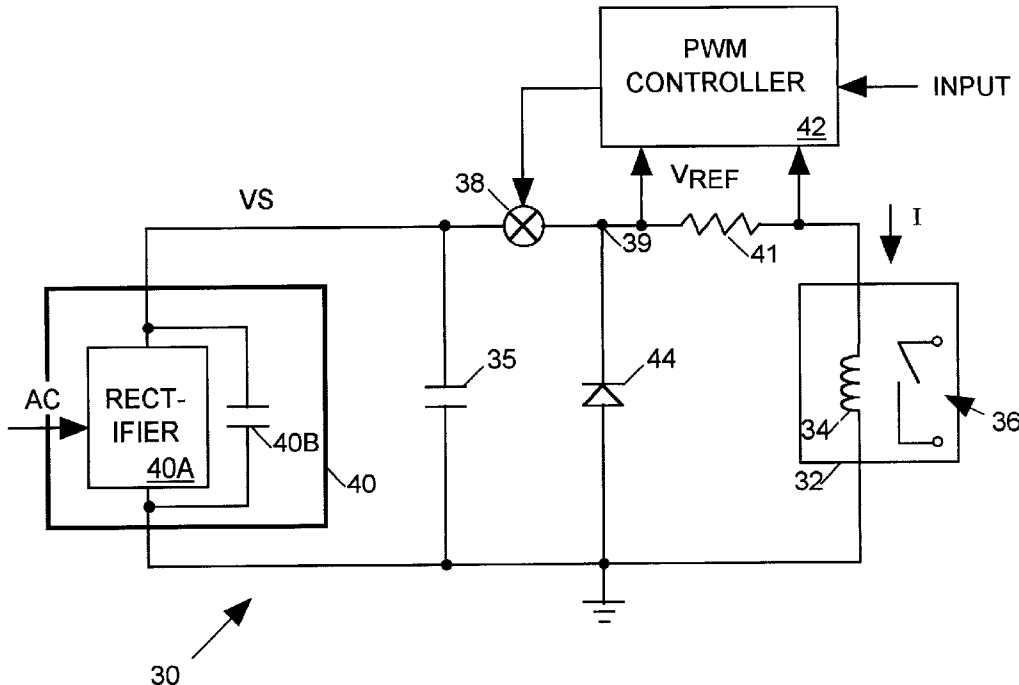 PWM
CONTROLLER
42
INPUT
VREF
38
VS
39
41
I
AC
RECT-
IFIER
40A
40B
40
35
44
34
36
32
30